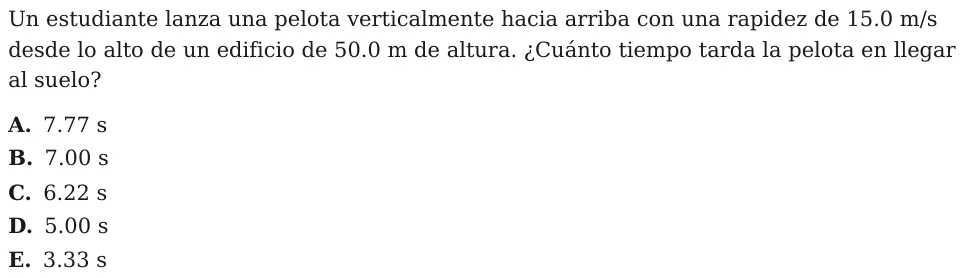 Un estudiante lanza una pelota verticalmente hacia arriba con una rapidez de 15.0 m/s
desde lo alto de un edificio de 50.0 m de altura. ¿Cuánto tiempo tarda la pelota en llegar
al suelo?
A. 7.77 s
B. 7.00 s
C. 6.22 s
D. 5.00 s
E. 3.33 s